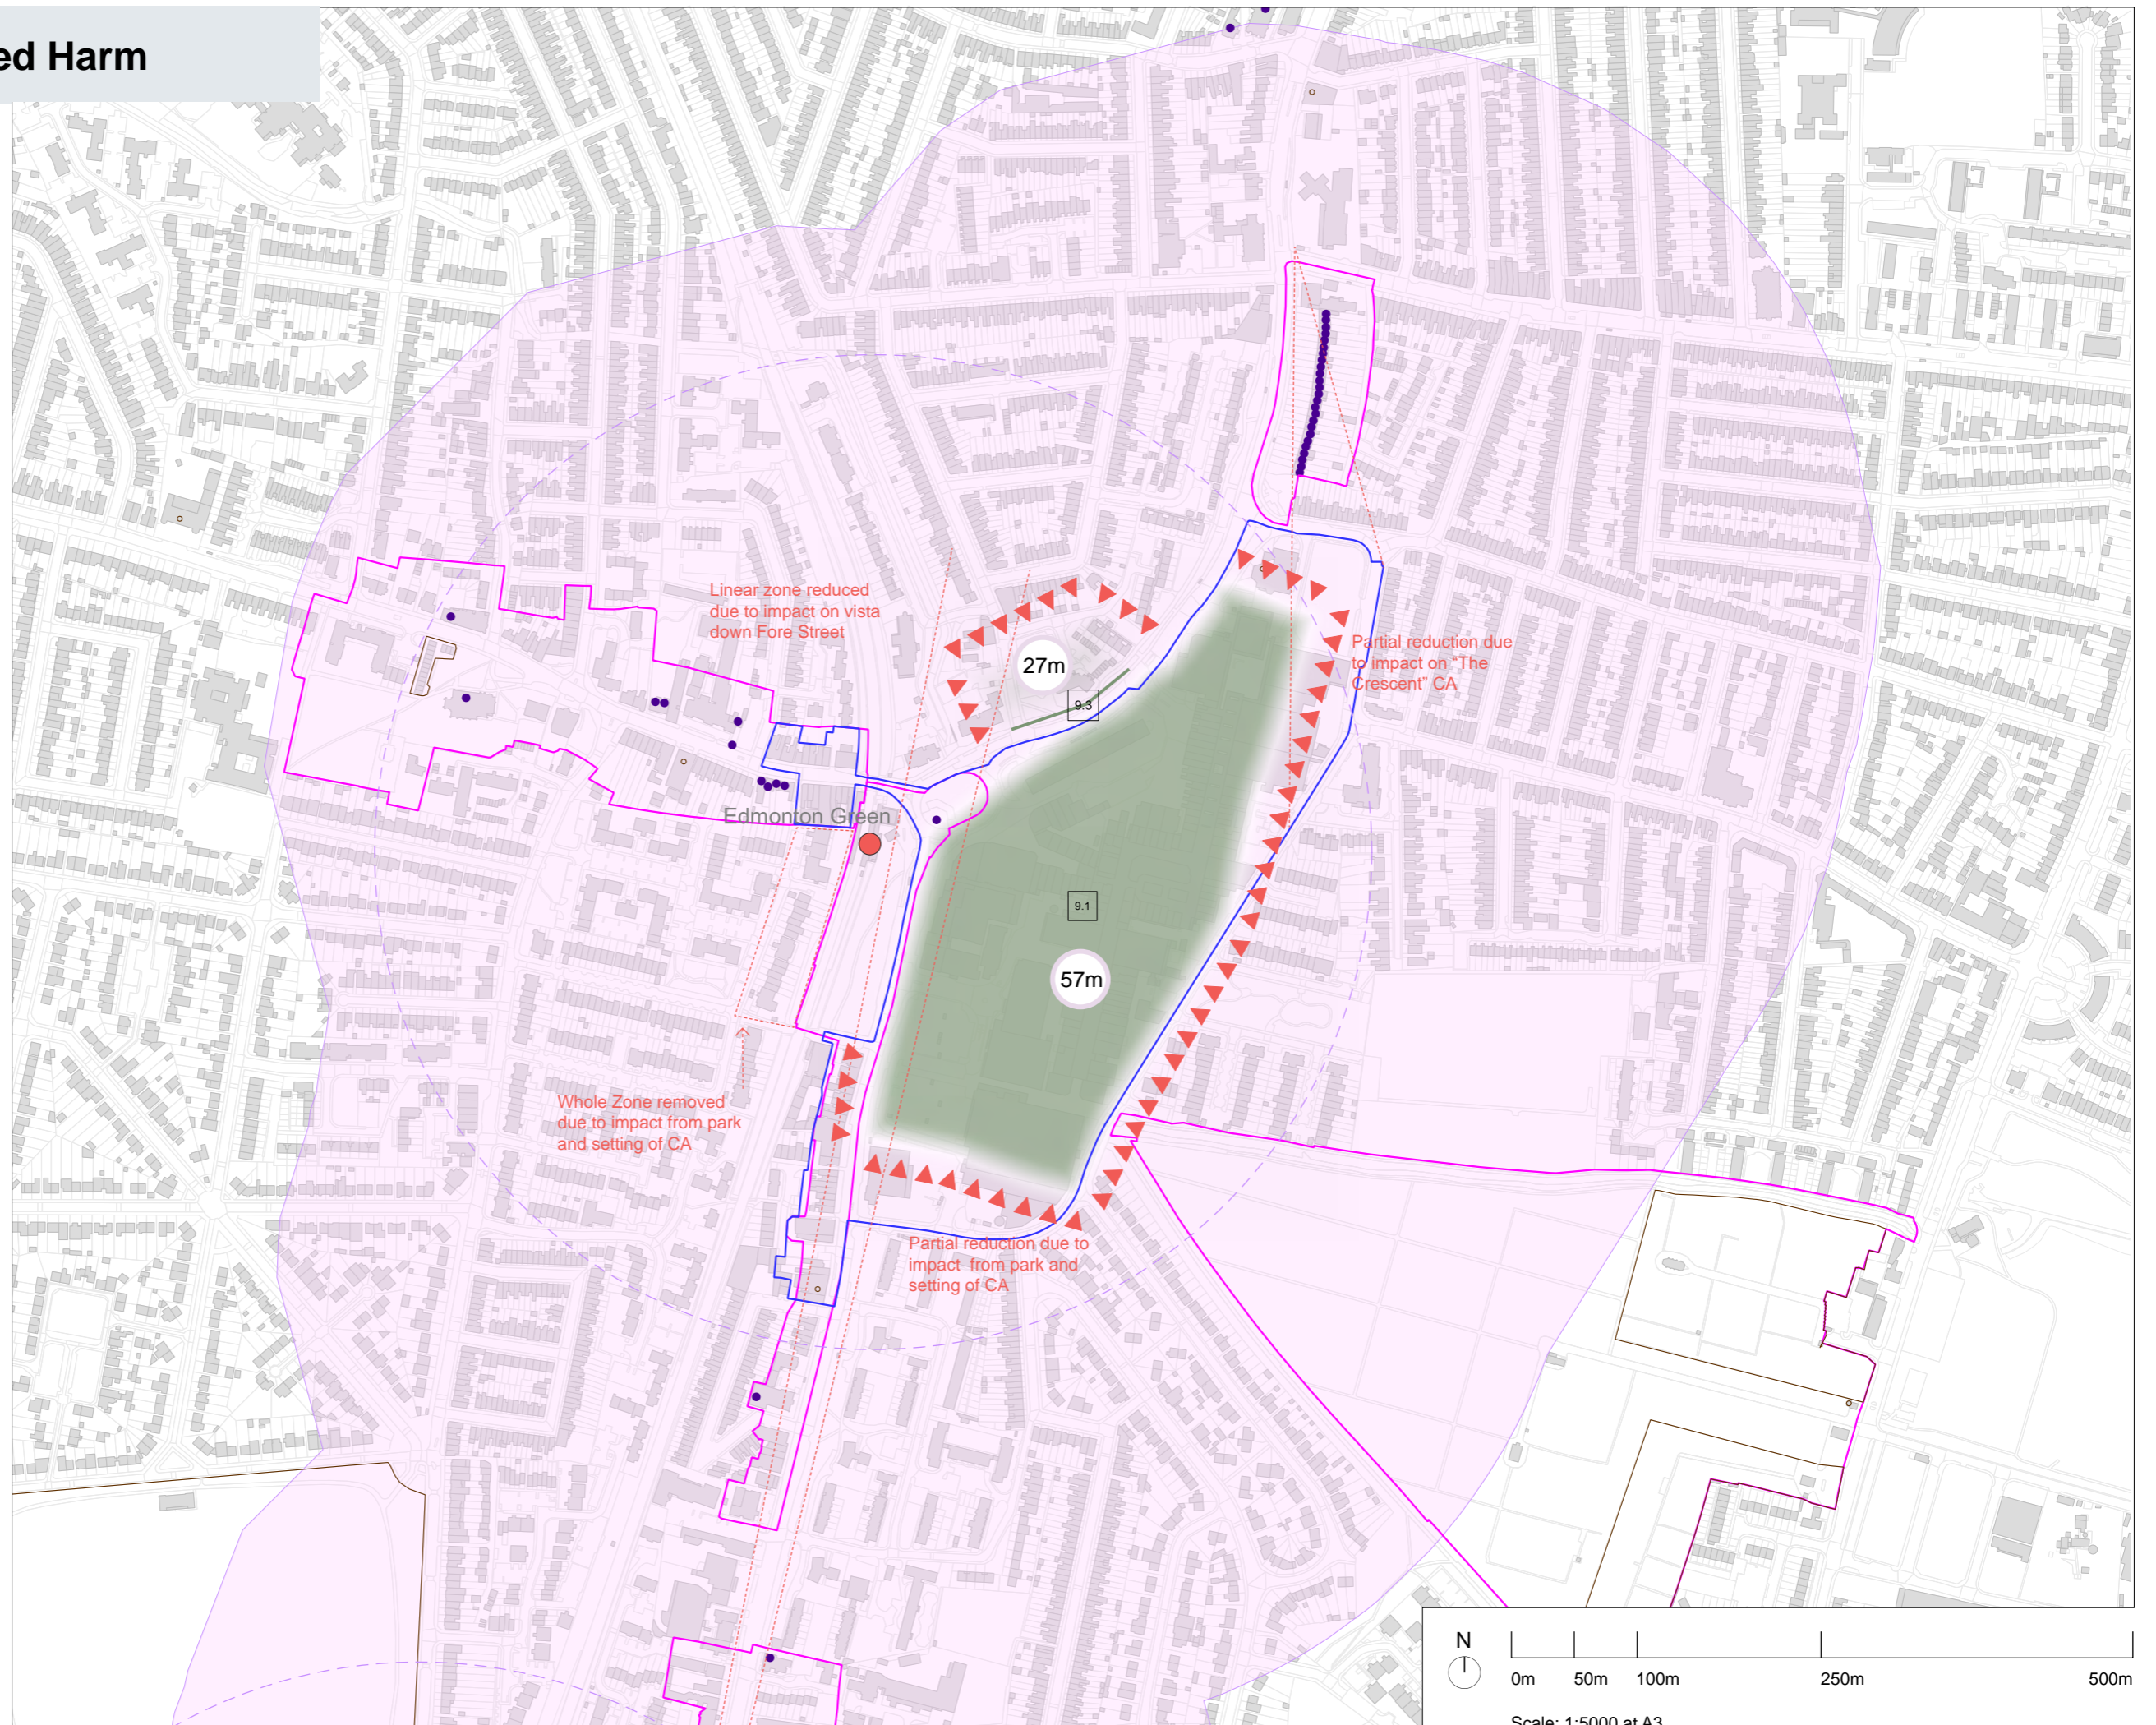 ed Harm
Linear zone reduced
due to impact on vista
down Fore Street
27m
9.3
Partial reduction due
to impact on "The
Crescent" CA
Edmonton Green
9.1
57m
Whole Zone removed
due to impact from park
and setting of CA
Partial reduction due to
impact from park and
setting of CA
N
0m 50m 100m 250m 500m
Scale: 1:5000 at A3